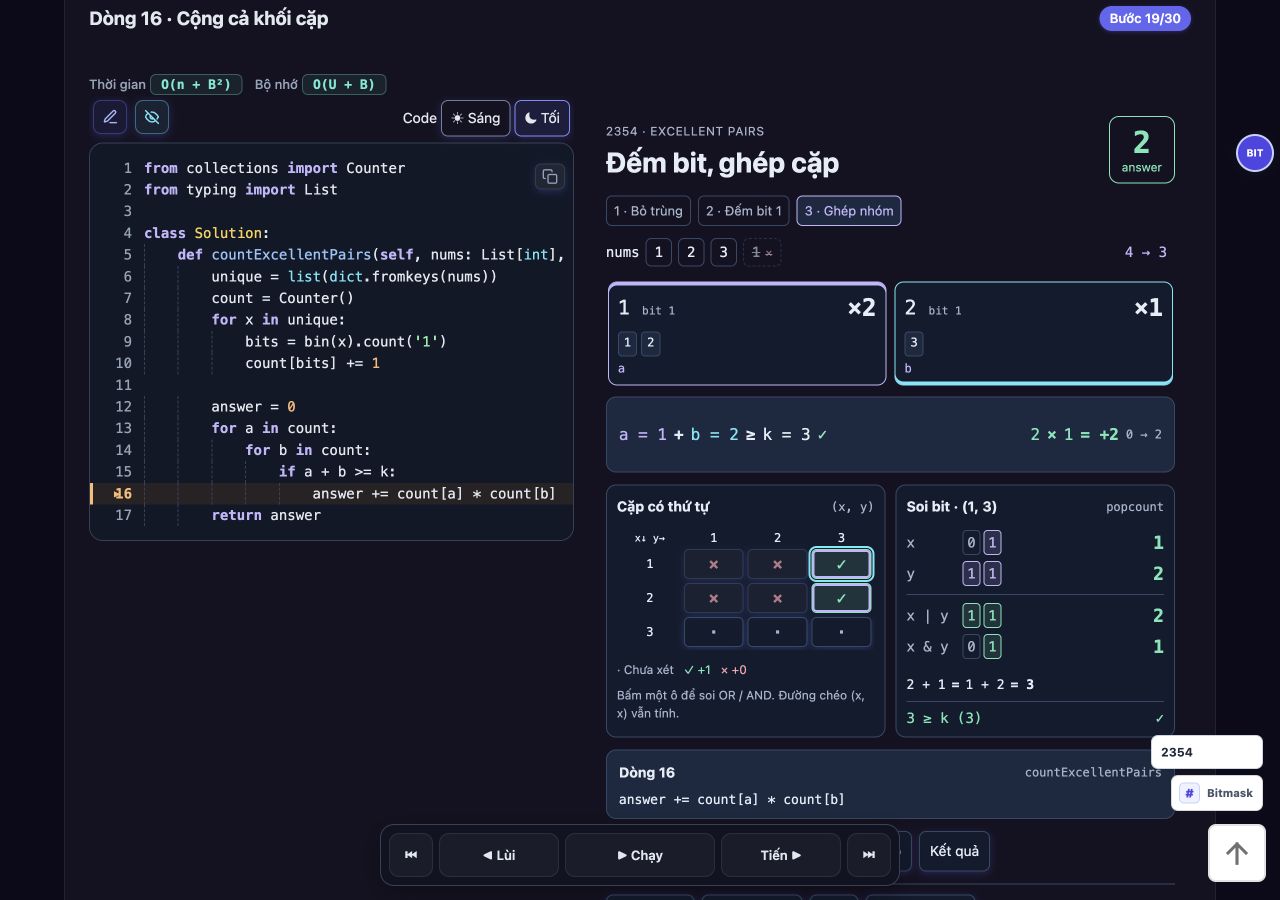 Dòng 16 · Cộng cả khối cặp
Bước 19/30
Thời gian O(n + B²) Bộ nhớ O(U + B)
Code ☀ Sáng Tối
1 from collections import Counter
2 from typing import List
3
4 class Solution:
5 def countExcellentPairs(self, nums: List[int],
6 unique = list(dict.fromkeys(nums))
7 count = Counter()
8 for x in unique:
9 bits = bin(x).count('1')
10 count[bits] += 1
11
12 answer = 0
13 for a in count:
14 for b in count:
15 if a + b >= k:
16 answer += count[a] * count[b]
17 return answer
2354 · EXCELLENT PAIRS
Đếm bit, ghép cặp
2
answer
1 · Bỏ trùng 2 · Đếm bit 1 3 · Ghép nhóm
nums 1 2 3 1 × 4 → 3
1 bit 1 ×2
1 2
a
2 bit 1 ×1
3
b
a = 1 + b = 2 ≥ k = 3 ✓ 2 × 1 = +2 0 → 2
Cặp có thứ tự (x, y)
x↓ y→ 1 2 3
1 × × ✓
2 × × ✓
3 · · ·
· Chưa xét ✓ +1 × +0
Bấm một ô để soi OR / AND. Đường chéo (x,
x) vẫn tính.
Soi bit · (1, 3) popcount
x 0 1 1
y 1 1 2
x | y 1 1 2
x & y 0 1 1
2 + 1 = 1 + 2 = 3
3 ≥ k (3) ✓
Dòng 16 countExcellentPairs
answer += count[a] * count[b]
⏮ ◀ Lùi ▶ Chạy Tiến ▶ ⏭
Kết quả
BIT
2354
# Bitmask